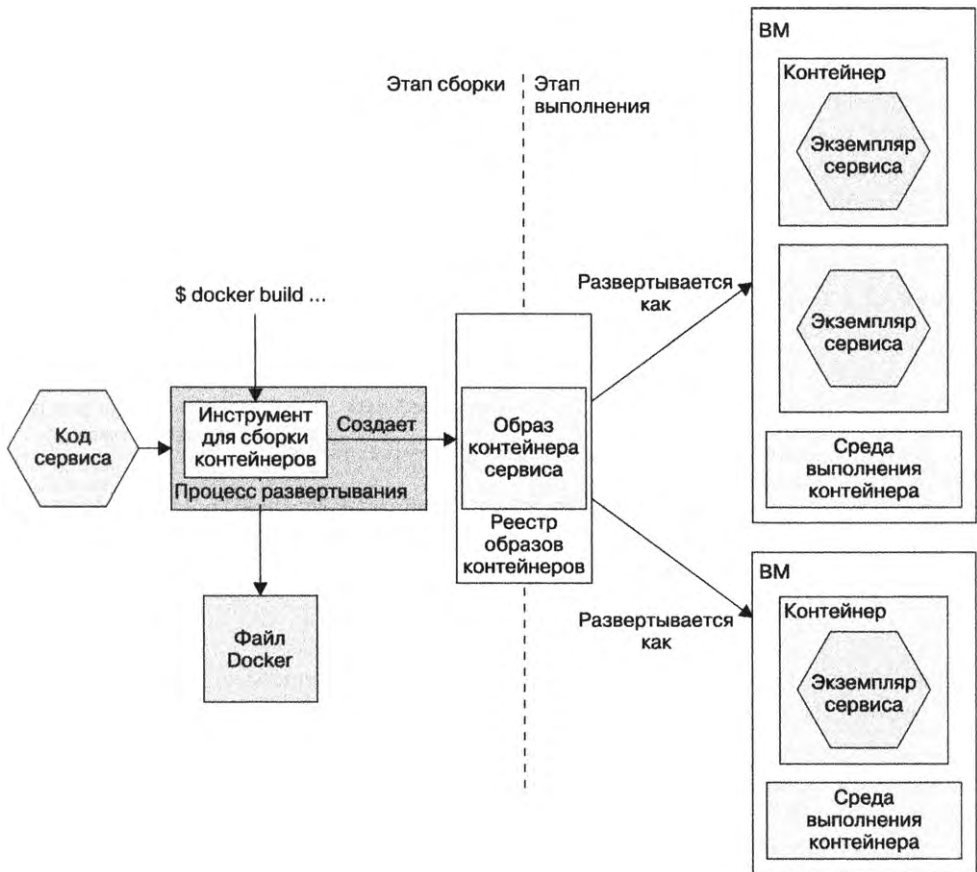 ВМ
Контейнер
Этап сборки
Этап
выполнения
Экземпляр
сервиса
$ docker build ...
Развертывается
как
Экземпляр
сервиса
Код
сервиса
Инструмент
для сборки
контейнеров
Создает
Процесс развертывания
Образ
контейнера
сервиса
Реестр
образов
контейнеров
Среда
выполнения
контейнера
Файл
Docker
Развертывается
как
ВМ
Контейнер
Экземпляр
сервиса
Среда
выполнения
контейнера